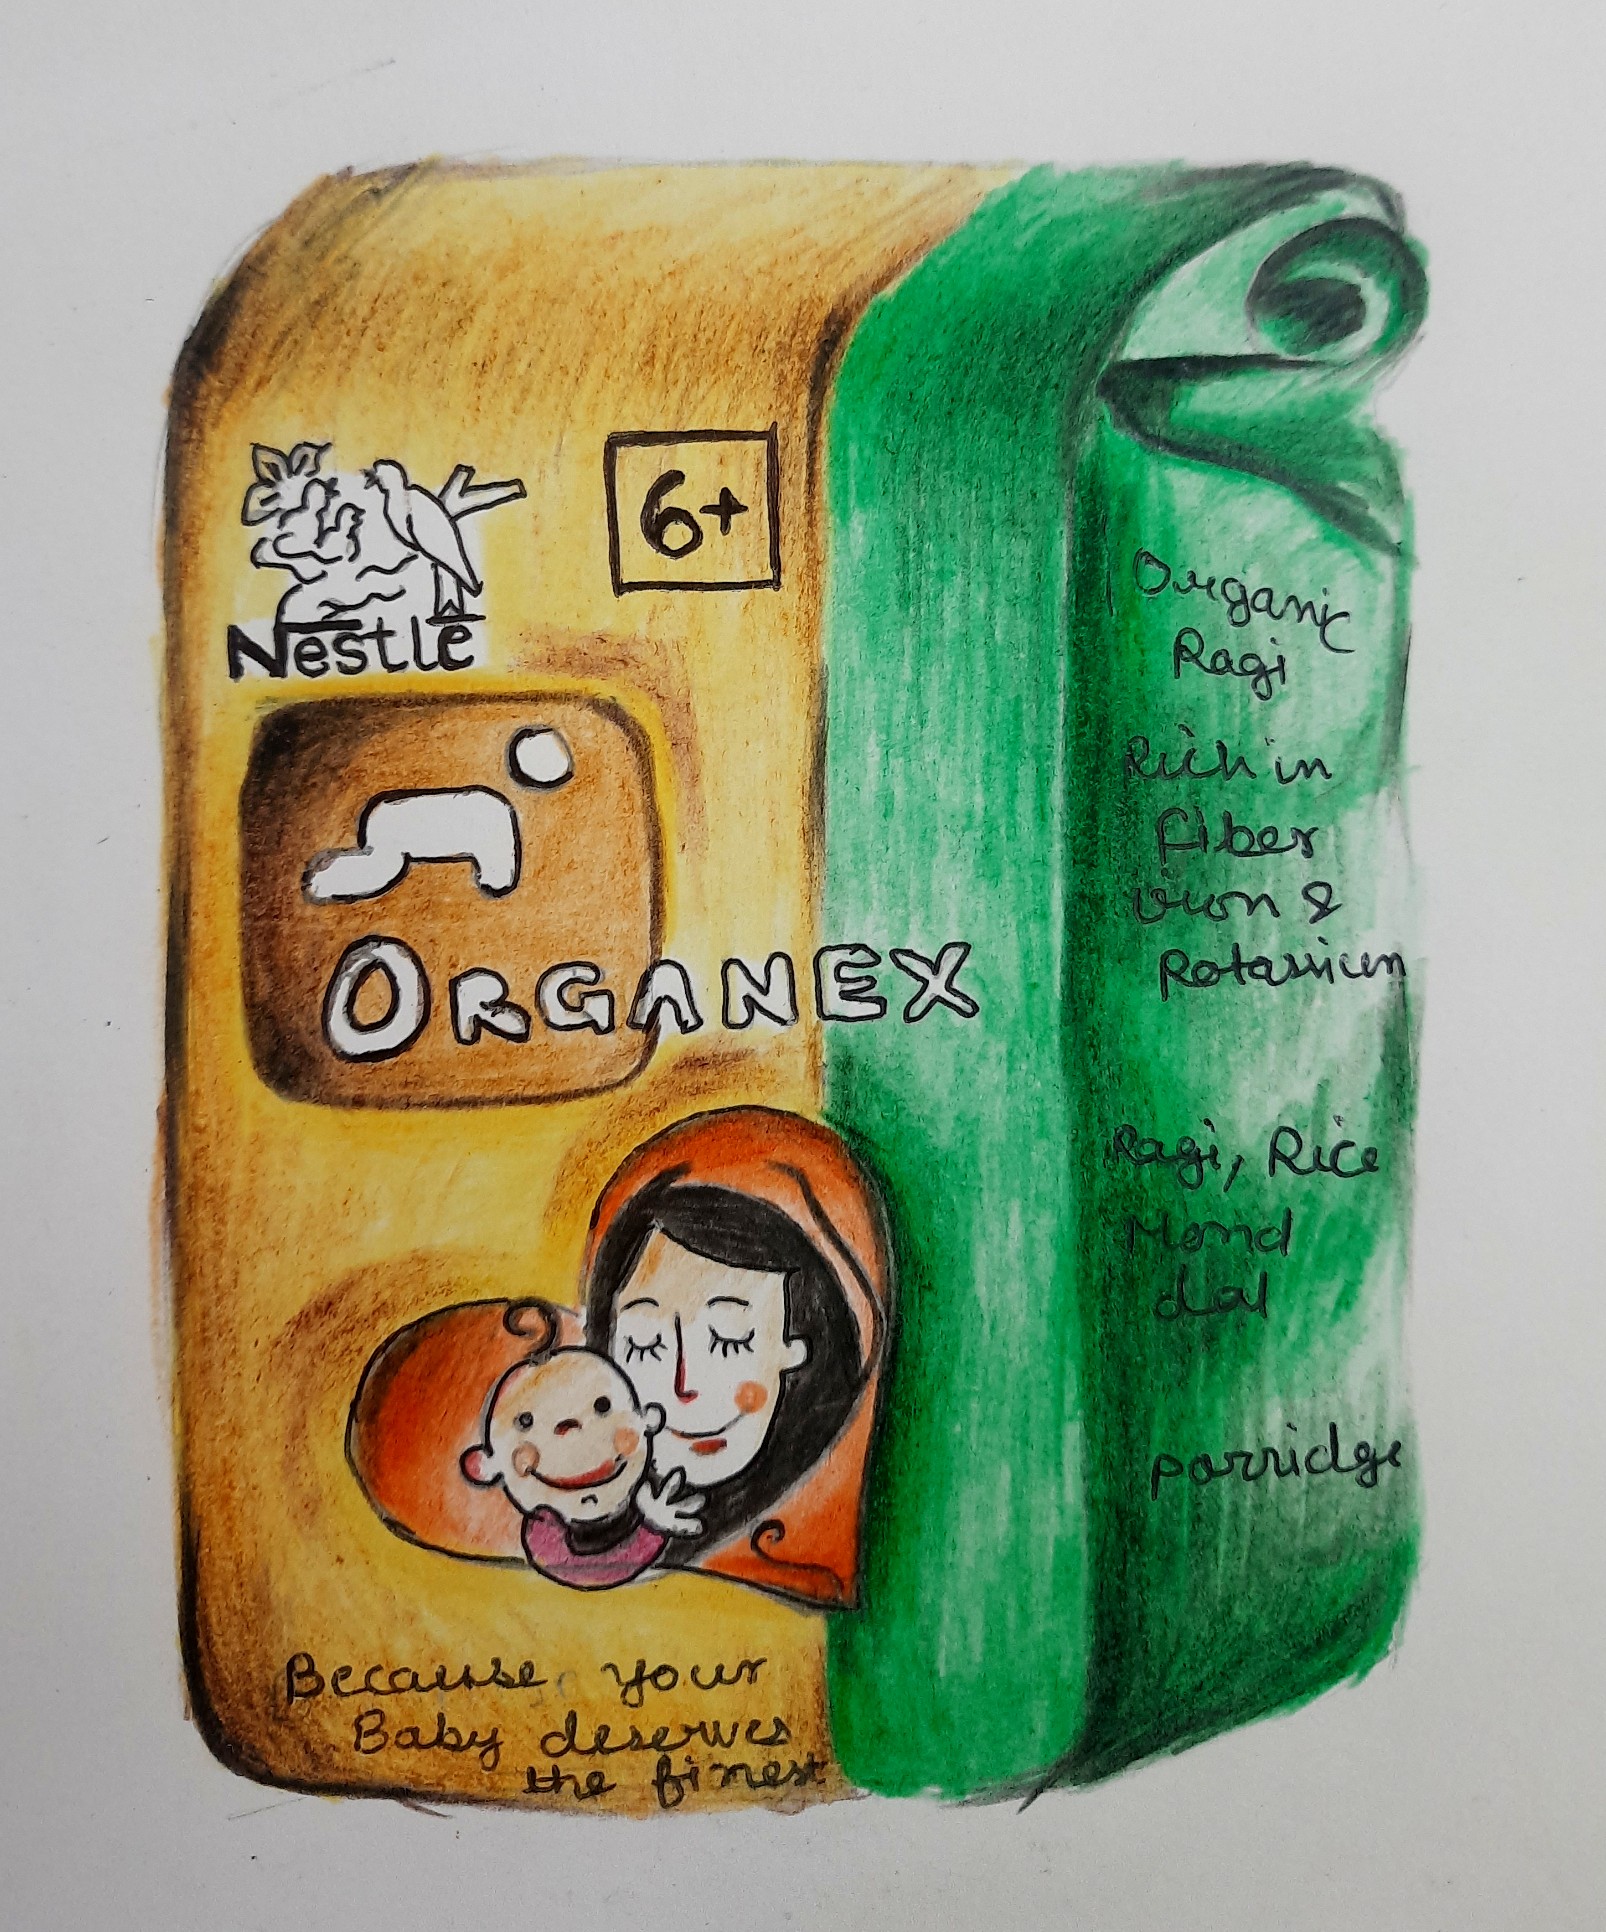 Nestlē
6+
ORGANEX
Because your
Baby deserves
the finest
Organic
Ragi
Rich in
fiber
iron &
Potassium
Ragi, Rice
Mond
dal
porridge